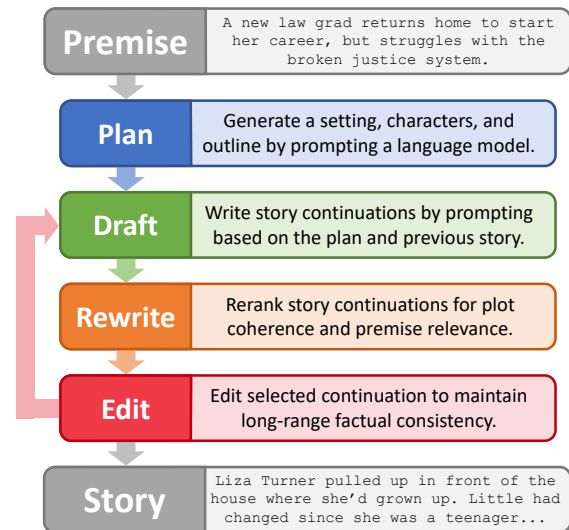 Premise
A new law grad returns home to start
her career, but struggles with the
broken justice system.
Plan
Generate a setting, characters, and
outline by prompting a language model.
Draft
Write story continuations by prompting
based on the plan and previous story.
Rewrite
Rerank story continuations for plot
coherence and premise relevance.
Edit
Edit selected continuation to maintain
long-range factual consistency.
Story
Liza Turner pulled up in front of the
house where she’d grown up. Little had
changed since she was a teenager...